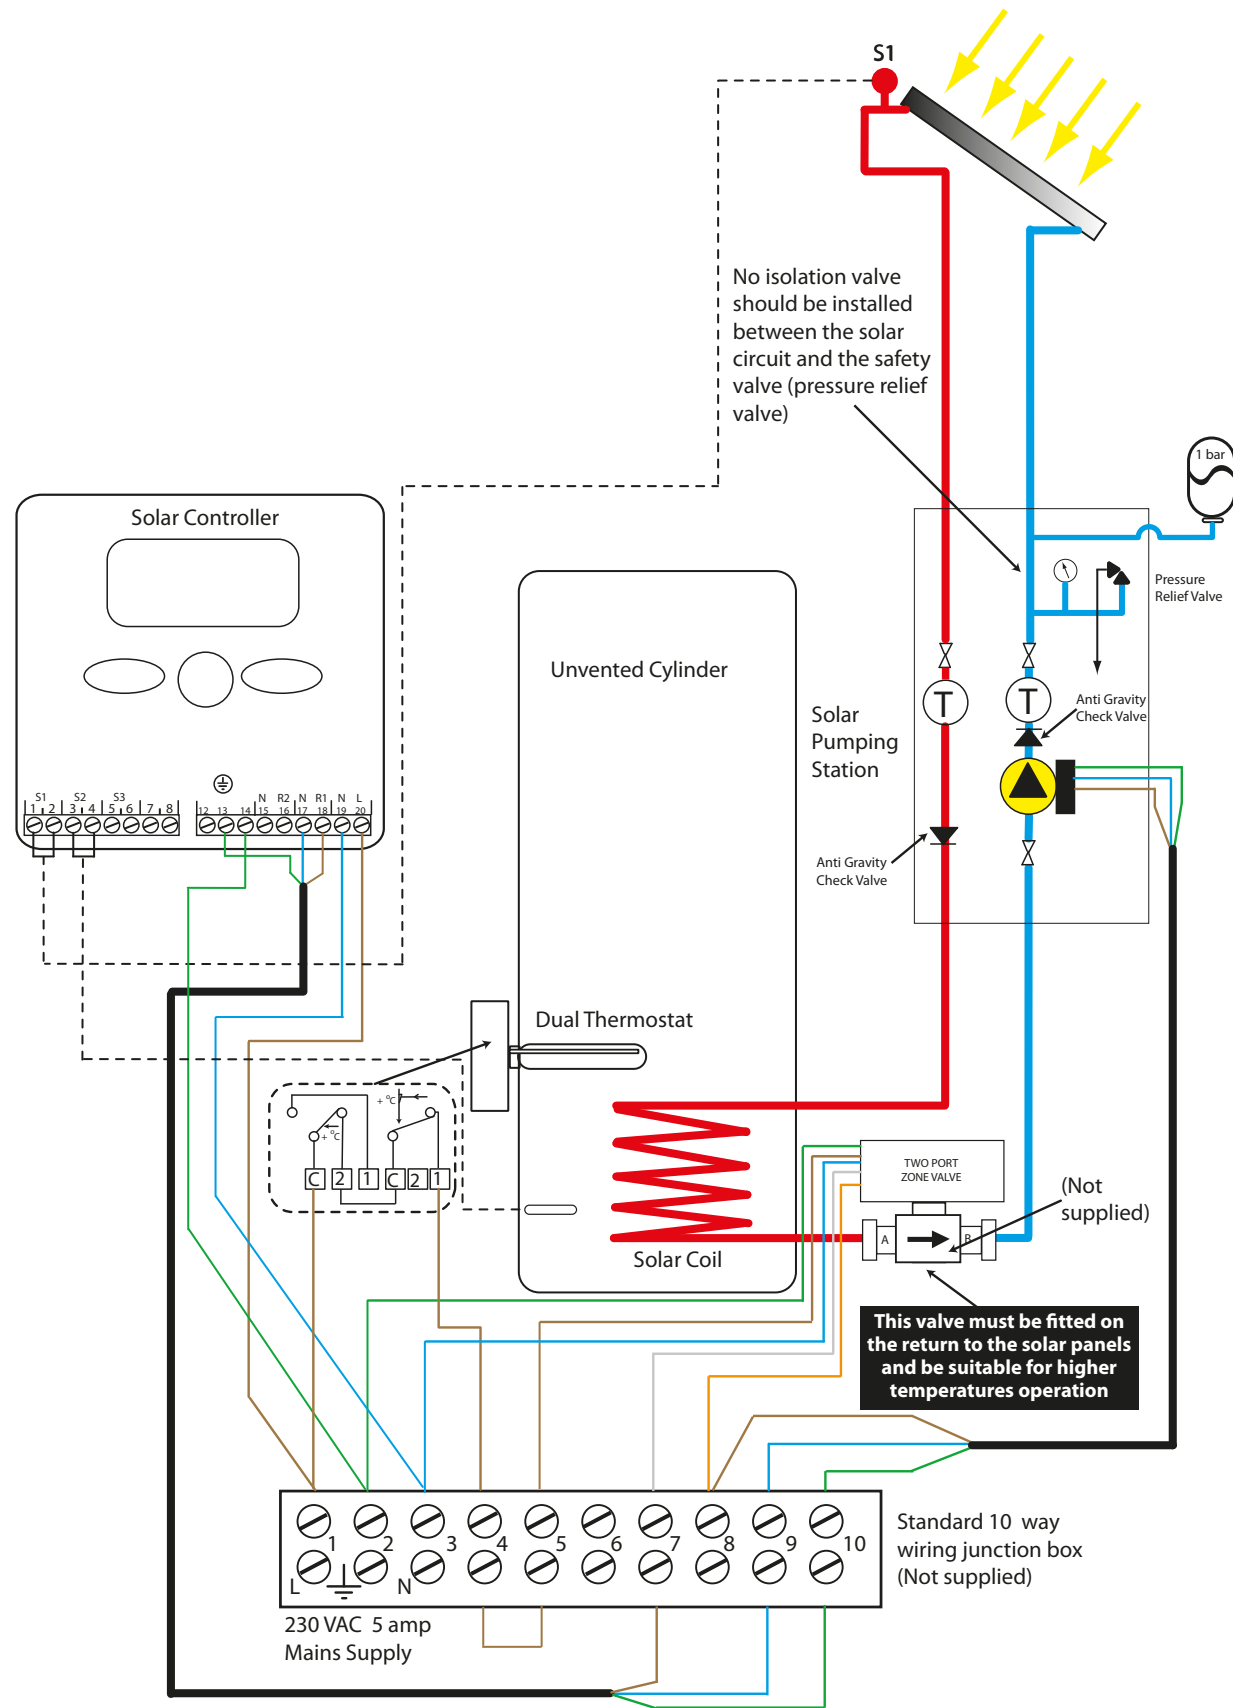 S1
No isolation valve
should be installed
between the solar
circuit and the safety
valve (pressure relief
valve)
1 bar
Solar Controller
Pressure
Relief Valve
Unvented Cylinder
Solar
Pumping
Station
T
T
Anti Gravity
Check Valve
S1 S2 S3
1 2 3 4 5 6 7 8
N R2 N R1 N L
12 13 14 15 16 17 18 19 20
Anti Gravity
Check Valve
Dual Thermostat
+ °C
+ °C
C 2 1 C 2 1
TWO PORT
ZONE VALVE
(Not
supplied)
A
B
Solar Coil
This valve must be fitted on
the return to the solar panels
and be suitable for higher
temperatures operation
1 2 3 4 5 6 7 8 9 10
L N
Standard 10 way
wiring junction box
(Not supplied)
230 VAC 5 amp
Mains Supply